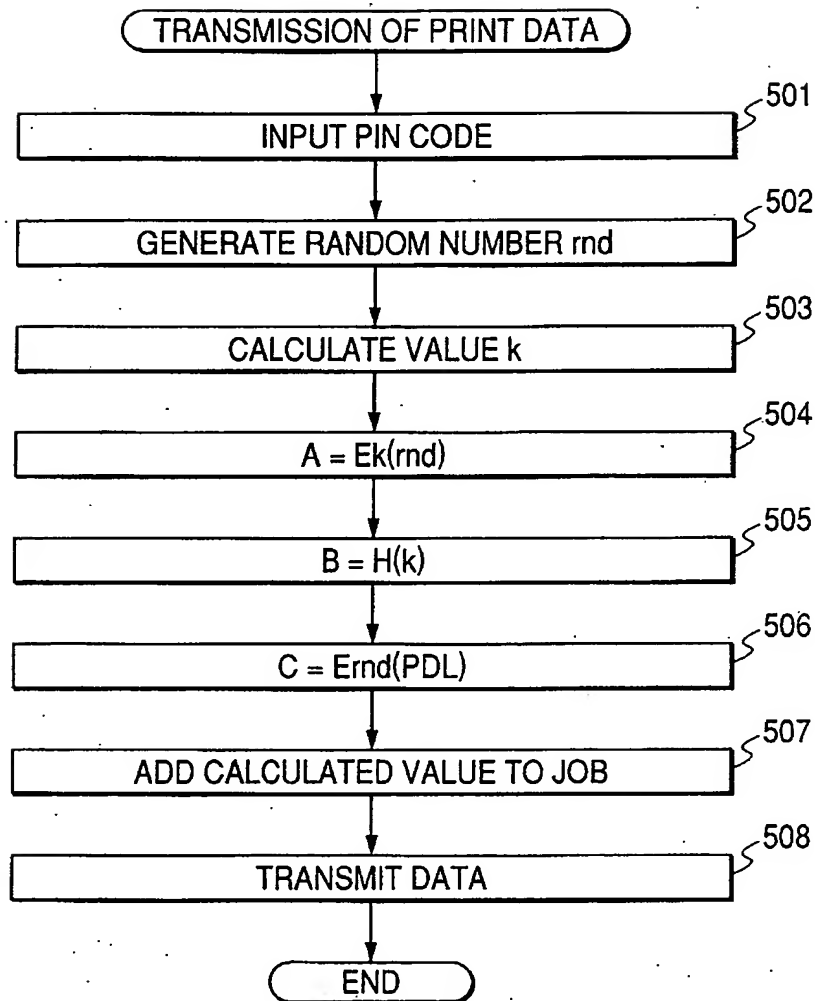 TRANSMISSION OF PRINT DATA
501
INPUT PIN CODE
502
GENERATE RANDOM NUMBER rnd
503
CALCULATE VALUE k
504
A = Ek(rnd)
505
B = H(k)
506
C = Ernd(PDL)
507
ADD CALCULATED VALUE TO JOB
508
TRANSMIT DATA
END